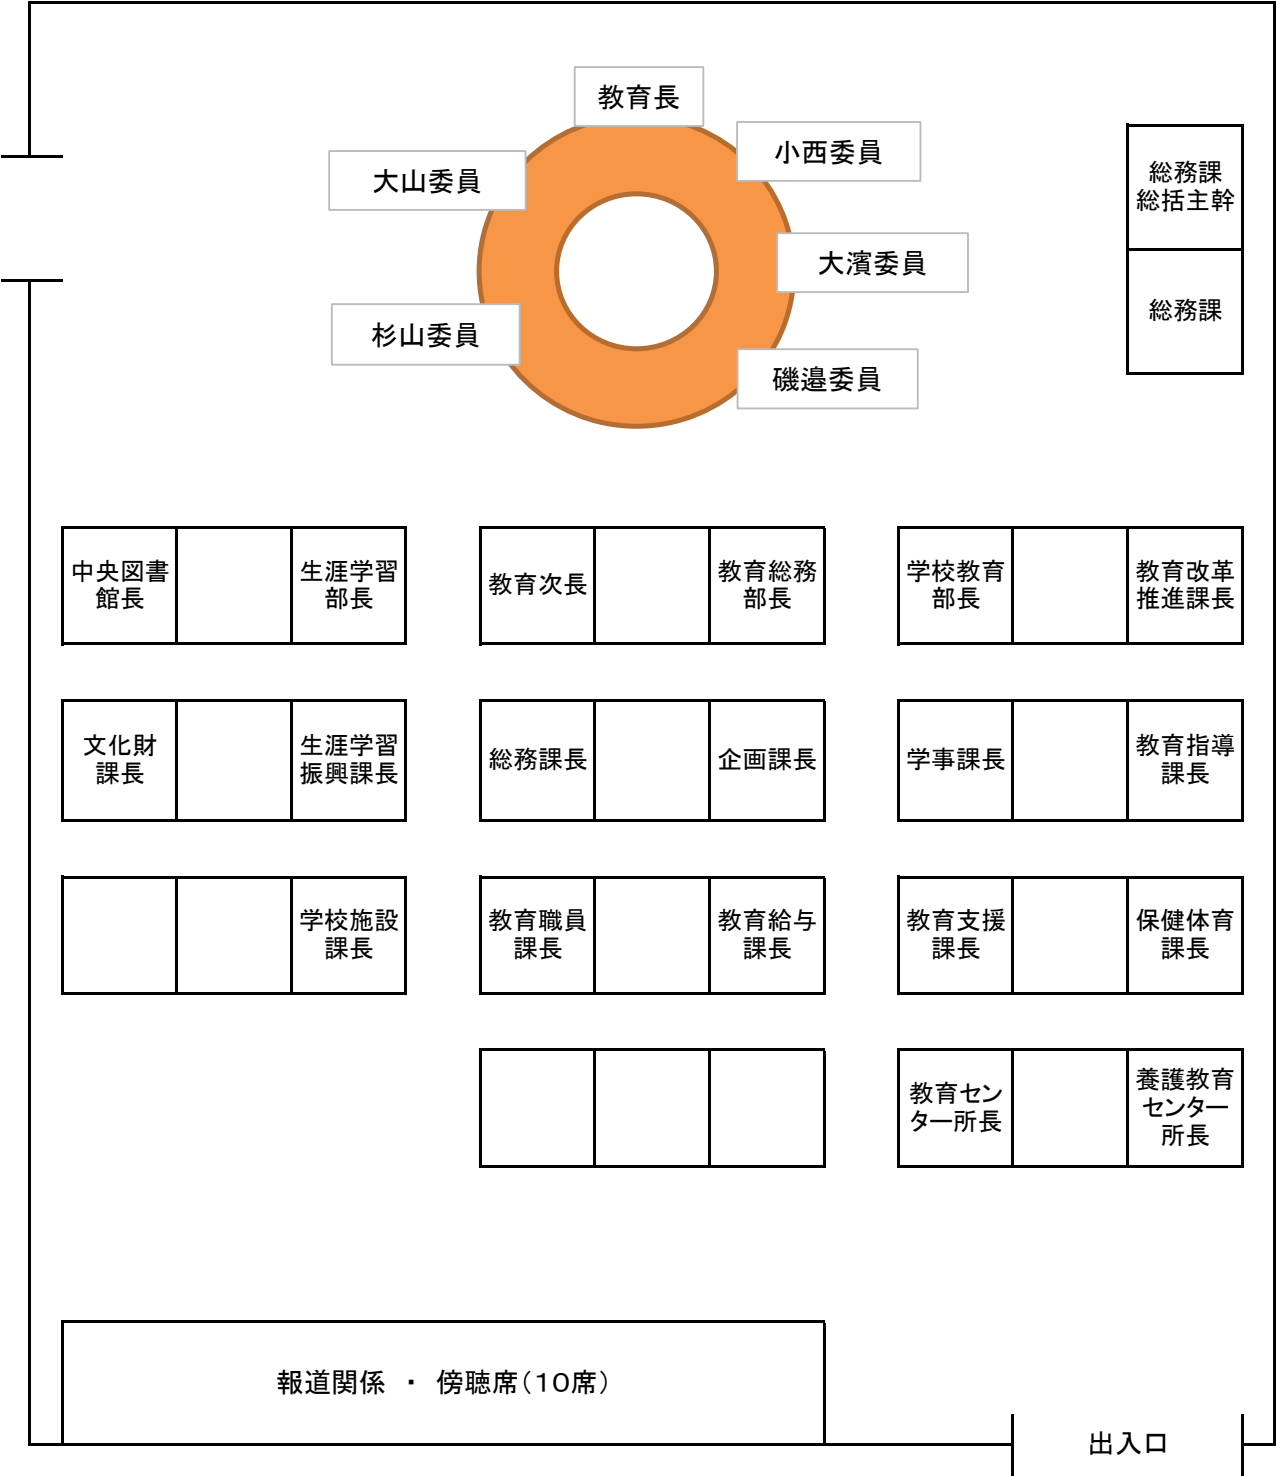 教育長
小西委員
大山委員
大濱委員
杉山委員
磯邉委員
総務課
総括主幹
総務課
中央図書
館長
生涯学習
部長
教育次長
教育総務
部長
学校教育
部長
教育改革
推進課長
文化財
課長
生涯学習
振興課長
総務課長
企画課長
学事課長
教育指導
課長
学校施設
課長
教育職員
課長
教育給与
課長
教育支援
課長
保健体育
課長
教育セン
ター所長
養護教育
センター
所長
報道関係 ・ 傍聴席（10席）
出入口